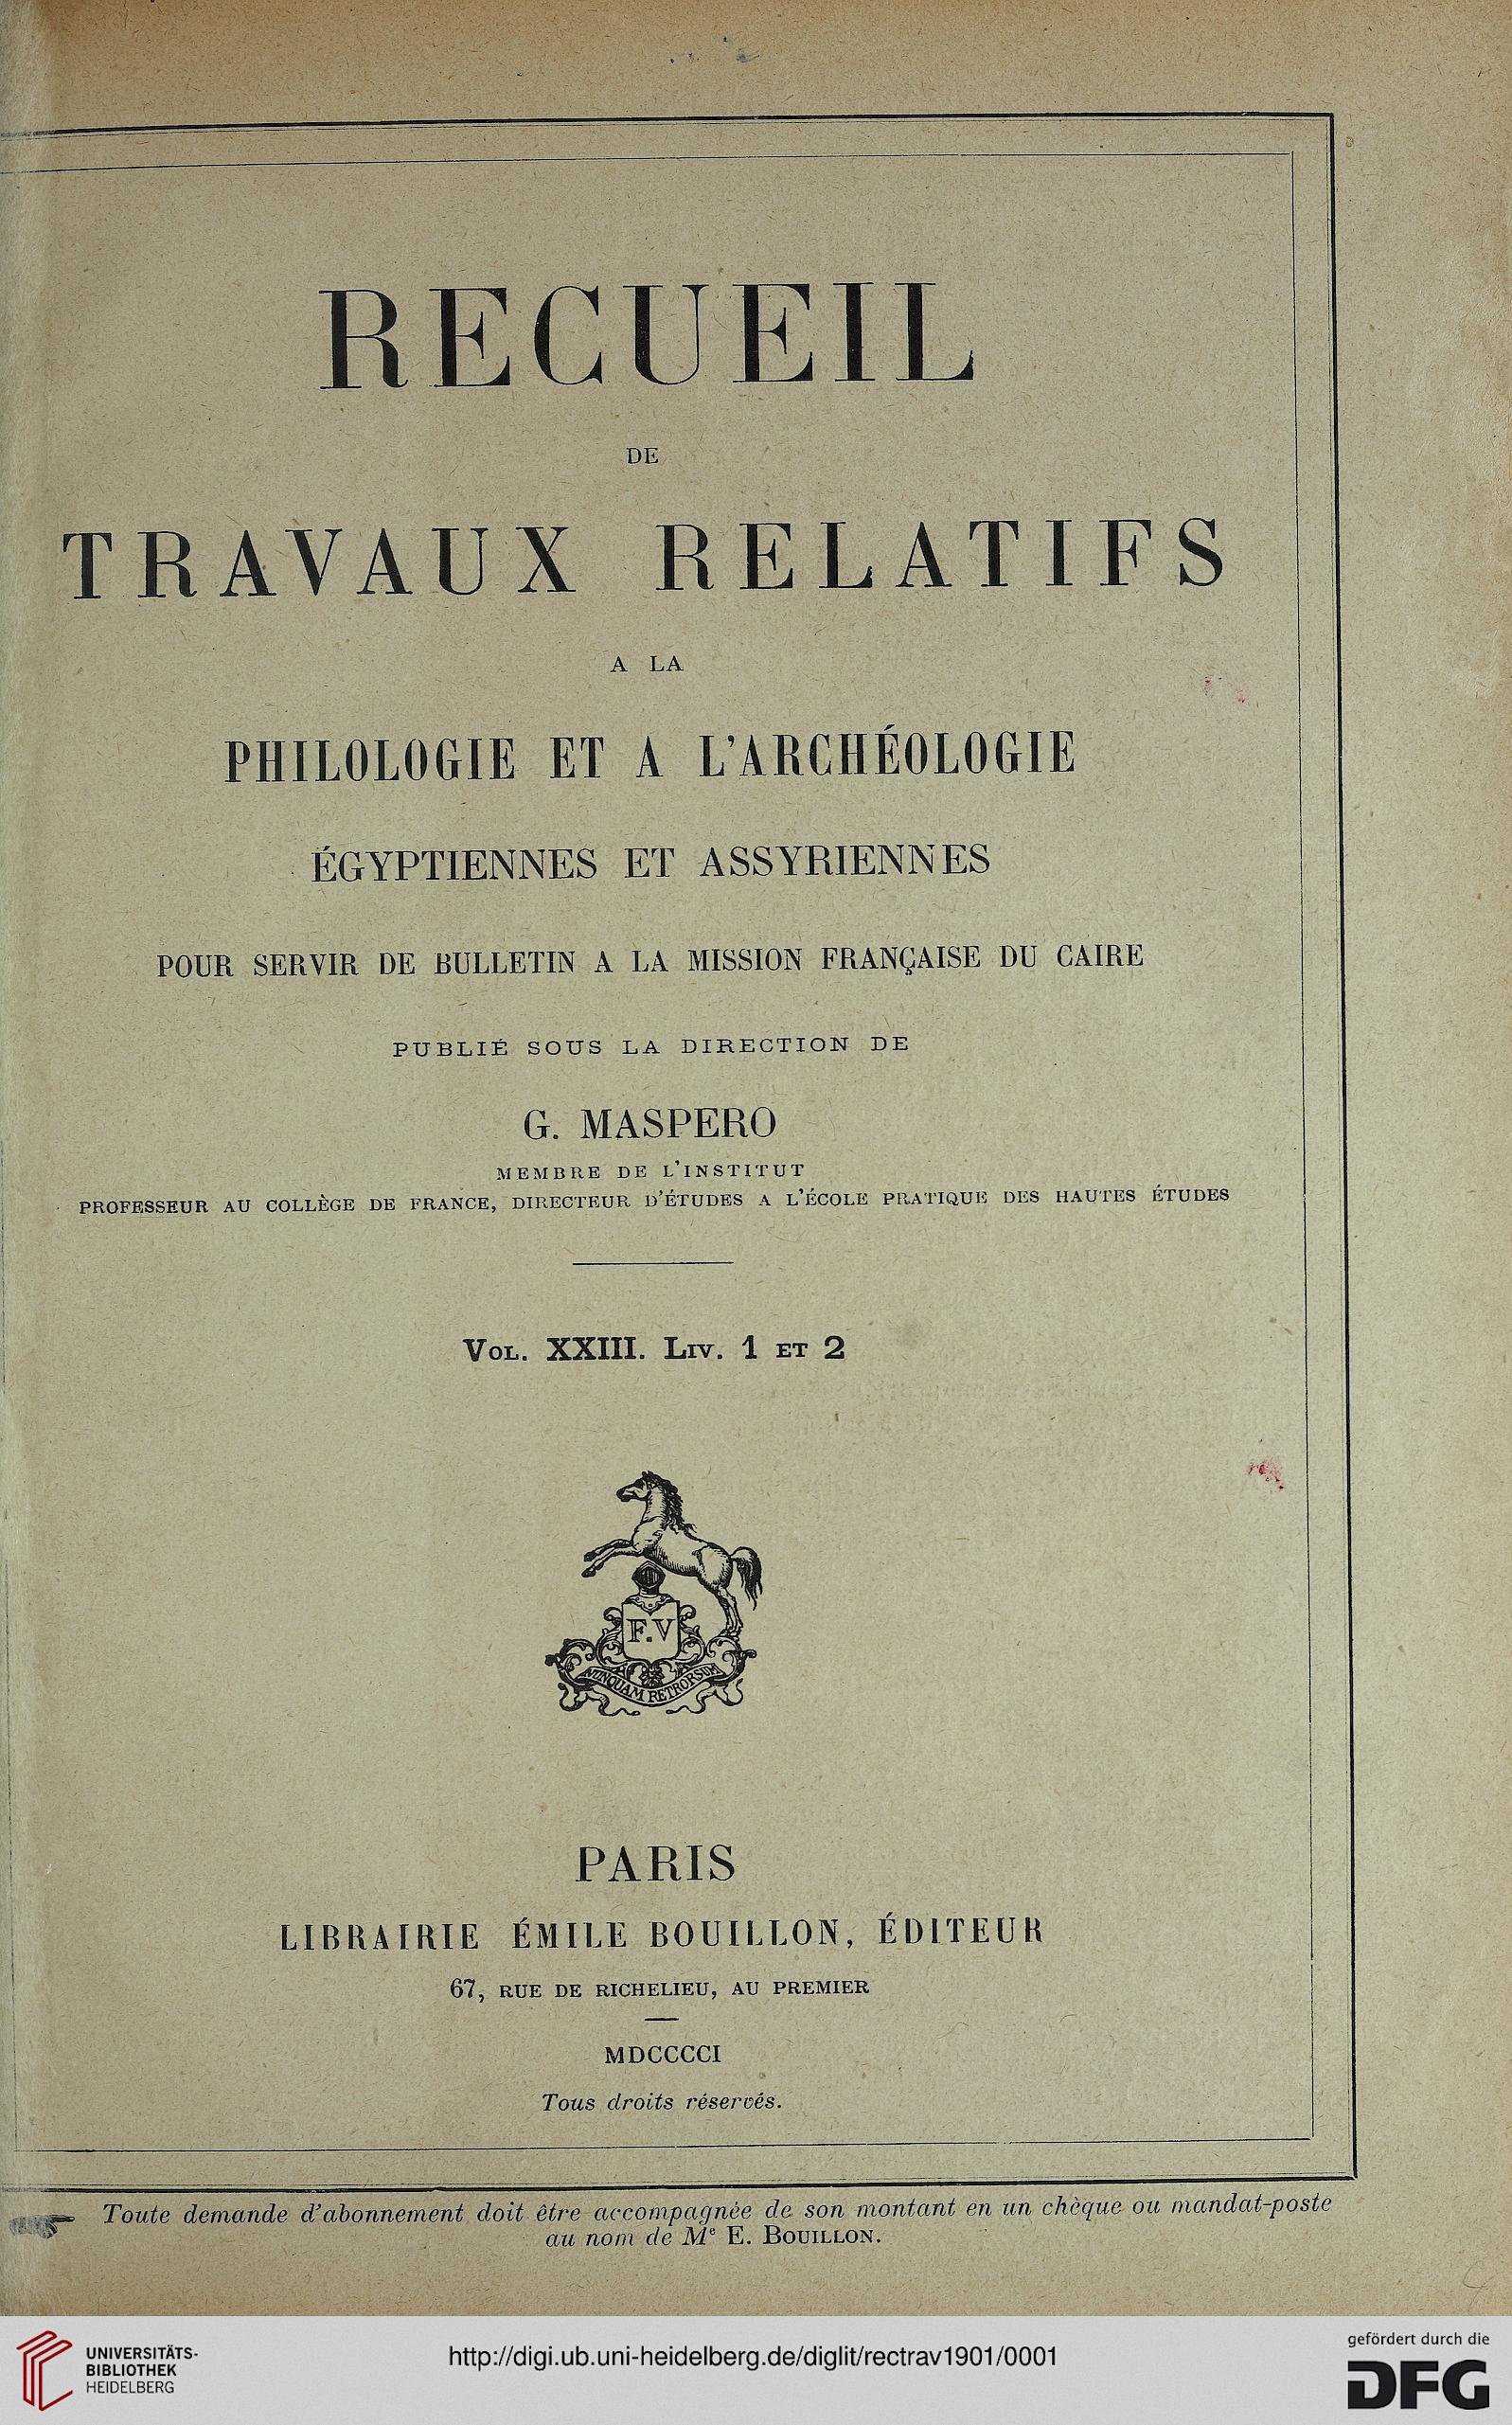 RECUEIL
DE
TRAVAUX RELATIFS
A LA
PHILOLOGIE ET A L'ARCHÉOLOGIE
ÉGYPTIENNES ET ASSYRIENNES
POUR SERVIR DE BULLETIN A LA MISSION FRANÇAISE DU CAIRE
PUBLIÉ SOUS LA DIRECTION DE
G. MASPERO
MEMBRE DE L'INSTITUT
PROFESSEUR AU COLLÈGE DE FRANCE, DIRECTEUR D'ÉTUDES A L'ÉCOLE PRATIQUE DES HAUTES ÉTUDES
VOL. XXIII. LIV. 1 ET 2
F.V
NUNQUAM RETRORSUM
PARIS
LIBRAIRIE ÉMILE BOUILLON, ÉDITEUR
67, RUE DE RICHELIEU, AU PREMIER
MDCCCCI
Tous droits réservés.
Toute demande d'abonnement doit être accompagnée de son montant en un chèque ou mandat-poste
au nom de Me E. BOUILLON.
UNIVERSITÄTS-
BIBLIOTHEK
HEIDELBERG
http://digi.ub.uni-heidelberg.de/diglit/rectrav1901/0001
gefördert durch die
DFG